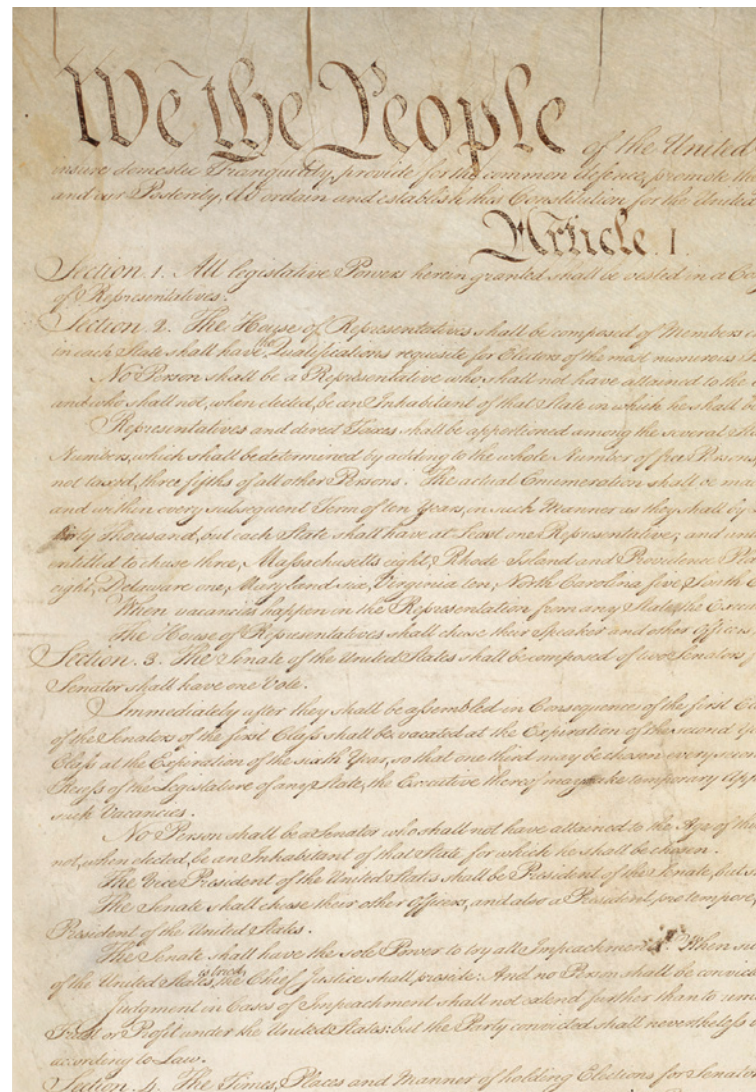 We the People of the United
insure domestic Tranquility, provide for the common defence, promote the
and our Posterity, do ordain and establish this Constitution for the United
Article. I.
Section. 1. All legislative Powers herein granted shall be vested in a
of Representatives.
Section. 2. The House of Representatives shall be composed of Members
in each State shall have the Qualifications requisite for Electors of the most numerous
No Person shall be a Representative who shall not have attained to the
and who shall not, when elected, be an Inhabitant of that State in which he shall
Representatives and direct Taxes shall be apportioned among the several
Numbers, which shall be determined by adding to the whole Number of free Persons,
not taxed, three fifths of all other Persons. The actual Enumeration shall be
and within every subsequent Term of ten Years, in such Manner as they shall by
thirty Thousand, but each State shall have at Least one Representative; and
entitled to chuse three, Massachusetts eight, Rhode Island and Providence
eight, Delaware one, Maryland six, Virginia ten, North Carolina five, South
When vacancies happen in the Representation from any State, the
The House of Representatives shall chuse their Speaker and other Officers;
Section. 3. The Senate of the United States shall be composed of two Senators
Senator shall have one Vote.
Immediately after they shall be assembled in Consequence of the first
of the Senators of the first Class shall be vacated at the Expiration of the second
Class at the Expiration of the sixth Year, so that one third may be chosen every
Recess of the Legislature of any State, the Executive thereof may make temporary
such Vacancies.
No Person shall be a Senator who shall not have attained to the Age of
not, when elected, be an Inhabitant of that State for which he shall be chosen.
The Vice President of the United States shall be President of the Senate, but
The Senate shall chuse their other Officers, and also a President pro tempore,
President of the United States.
The Senate shall have the sole Power to try all Impeachments. When
of the United States is tried, the Chief Justice shall preside: And no Person shall be
Judgment in Cases of Impeachment shall not extend further than to
Trust or Profit under the United States: but the Party convicted shall nevertheless
according to Law.
Section. 4. The Times, Places and Manner of holding Elections for